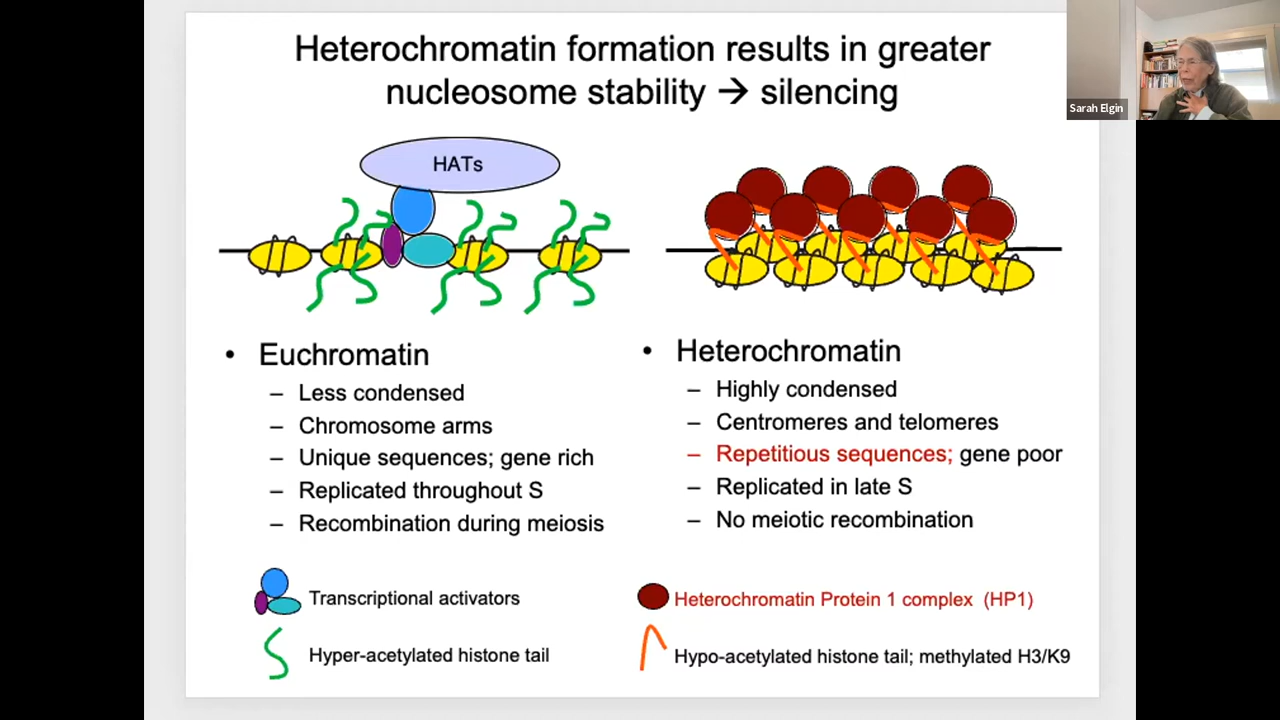 Heterochromatin formation results in greater
nucleosome stability → silencing
Sarah Elgin
HATs
• Euchromatin
– Less condensed
– Chromosome arms
– Unique sequences; gene rich
– Replicated throughout S
– Recombination during meiosis
• Heterochromatin
– Highly condensed
– Centromeres and telomeres
– Repetitious sequences; gene poor
– Replicated in late S
– No meiotic recombination
Transcriptional activators
Hyper-acetylated histone tail
Heterochromatin Protein 1 complex (HP1)
Hypo-acetylated histone tail; methylated H3/K9